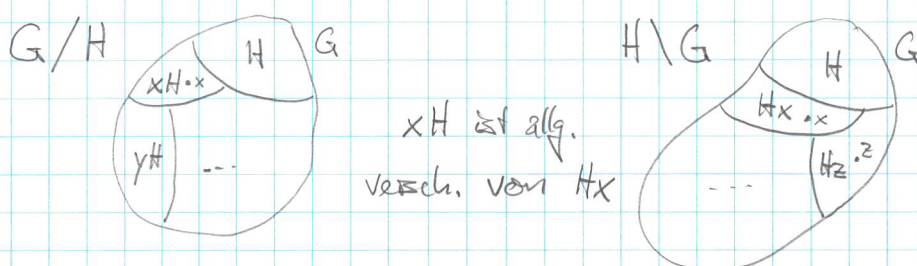 G/H
H
G
xH •x
yH
...
xH ist allg.
versch. von Hx
H\G
H
G
Hx •x
Hz •z
...